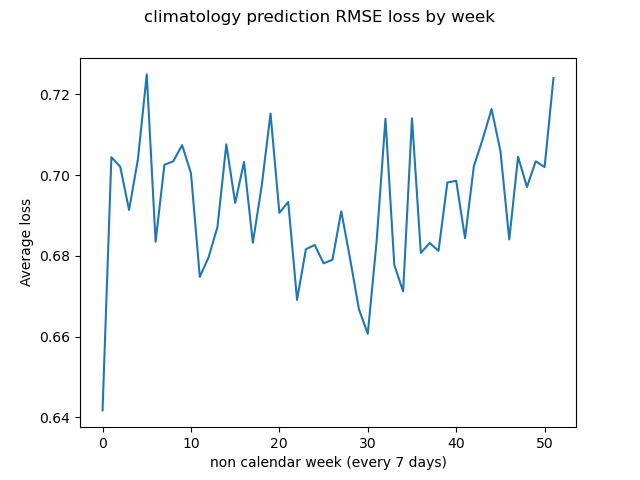 climatology prediction RMSE loss by week
Average loss
0.72
0.70
0.68
0.66
0.64
0 10 20 30 40 50
non calendar week (every 7 days)